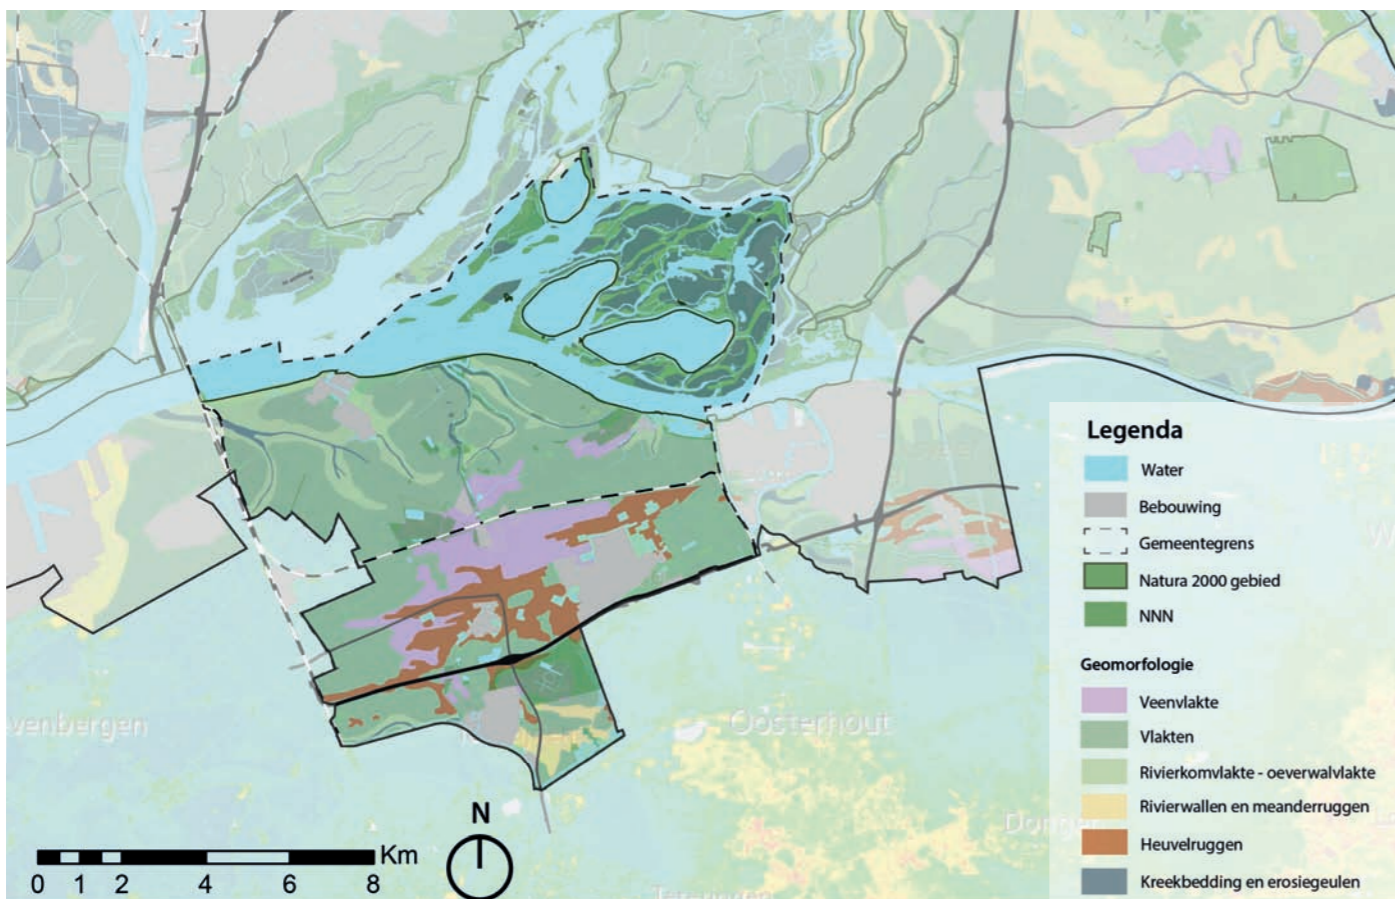 Legenda
Water
Bebouwing
Gemeentegrens
Natura 2000 gebied
NNN
Geomorfologie
Veenvlakte
Vlakten
Rivierkomvlakte - oeverwalvlakte
Rivierwallen en meanderruggen
Heuvelruggen
Kreekbedding en erosiegeulen
venbergen
Oosterhout
N
Km
0 1 2 4 6 8